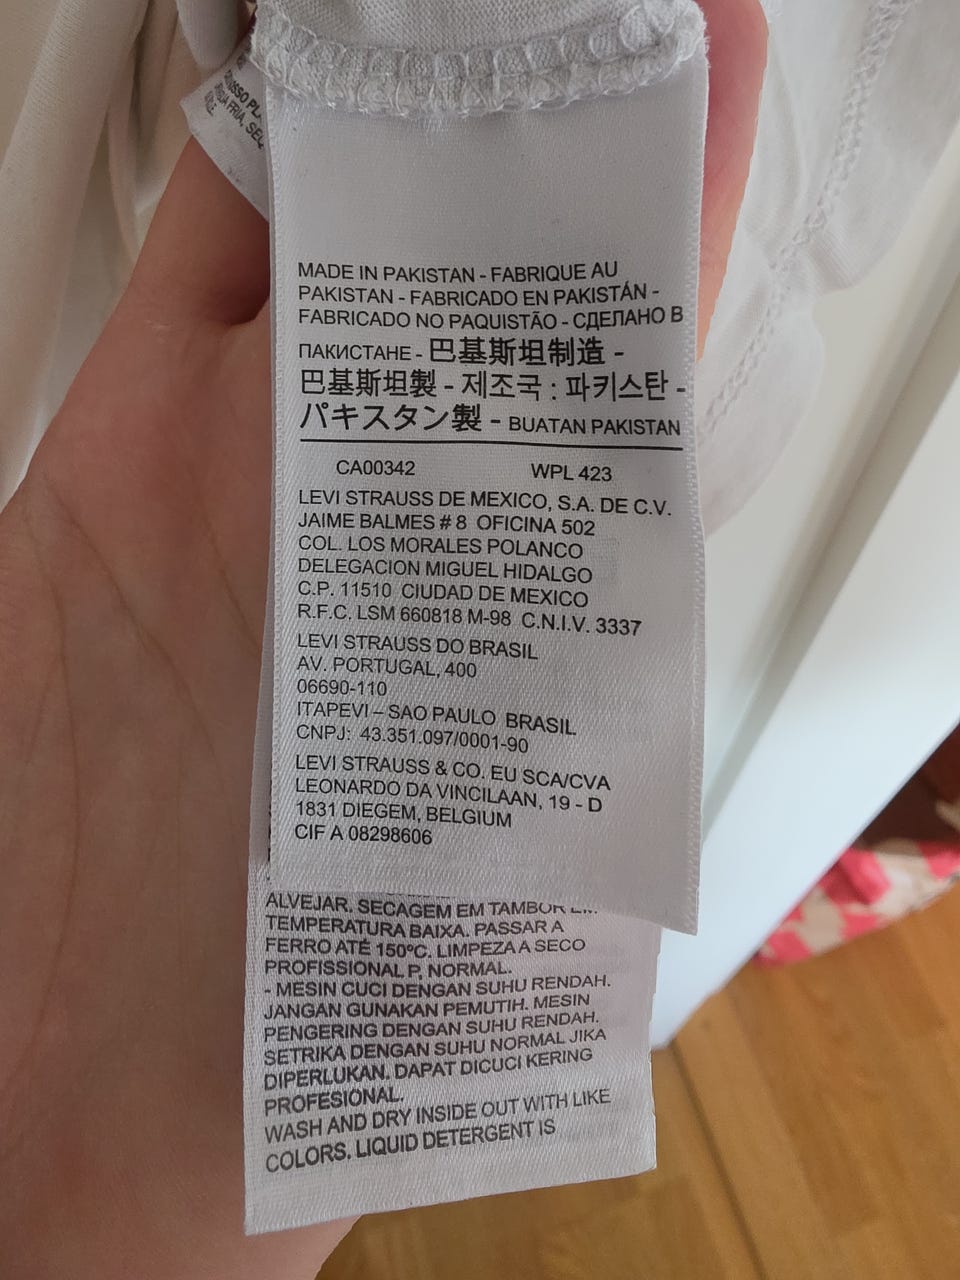 MADE IN PAKISTAN - FABRIQUE AU
PAKISTAN - FABRICADO EN PAKISTÁN -
FABRICADO NO PAQUISTÃO - СДЕЛАНО В
ПАКИСТАНЕ - 巴基斯坦制造 -
巴基斯坦製 - 제조국 : 파키스탄 -
パキスタン製 - BUATAN PAKISTAN
CA00342 WPL 423
LEVI STRAUSS DE MEXICO, S.A. DE C.V.
JAIME BALMES # 8 OFICINA 502
COL. LOS MORALES POLANCO
DELEGACION MIGUEL HIDALGO
C.P. 11510 CIUDAD DE MEXICO
R.F.C. LSM 660818 M-98 C.N.I.V. 3337
LEVI STRAUSS DO BRASIL
AV. PORTUGAL, 400
06690-110
ITAPEVI – SAO PAULO BRASIL
CNPJ: 43.351.097/0001-90
LEVI STRAUSS & CO. EU SCA/CVA
LEONARDO DA VINCILAAN, 19 - D
1831 DIEGEM, BELGIUM
CIF A 08298606
ALVEJAR. SECAGEM EM TAMBOR EM
TEMPERATURA BAIXA. PASSAR A
FERRO ATÉ 150ºC. LIMPEZA A SECO
PROFISSIONAL P, NORMAL.
- MESIN CUCI DENGAN SUHU RENDAH.
JANGAN GUNAKAN PEMUTIH. MESIN
PENGERING DENGAN SUHU RENDAH.
SETRIKA DENGAN SUHU NORMAL JIKA
DIPERLUKAN. DAPAT DICUCI KERING
PROFESIONAL.
WASH AND DRY INSIDE OUT WITH LIKE
COLORS. LIQUID DETERGENT IS